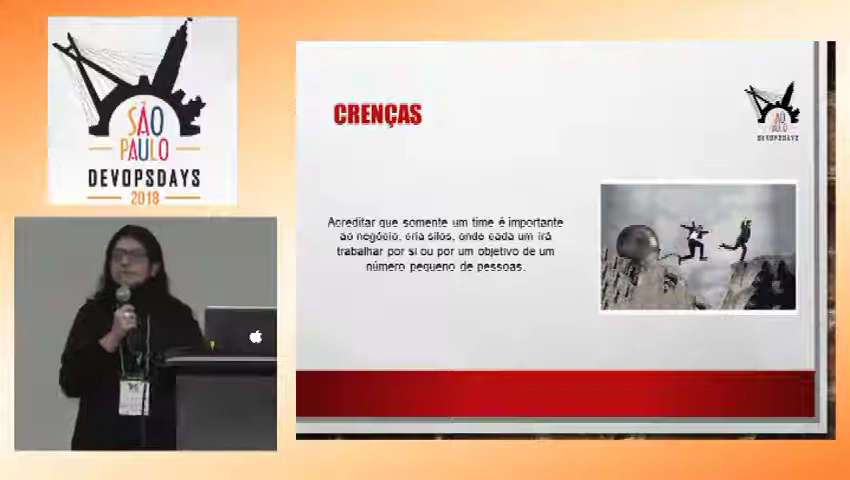 SÃO
PAULO
DEVOPSDAYS
2018
CRENÇAS
SÃO
PAULO
DEVOPSDAYS
Acreditar que somente um time é importante
ao negócio, cria silos, onde cada um irá
trabalhar por si ou por um objetivo de um
número pequeno de pessoas.